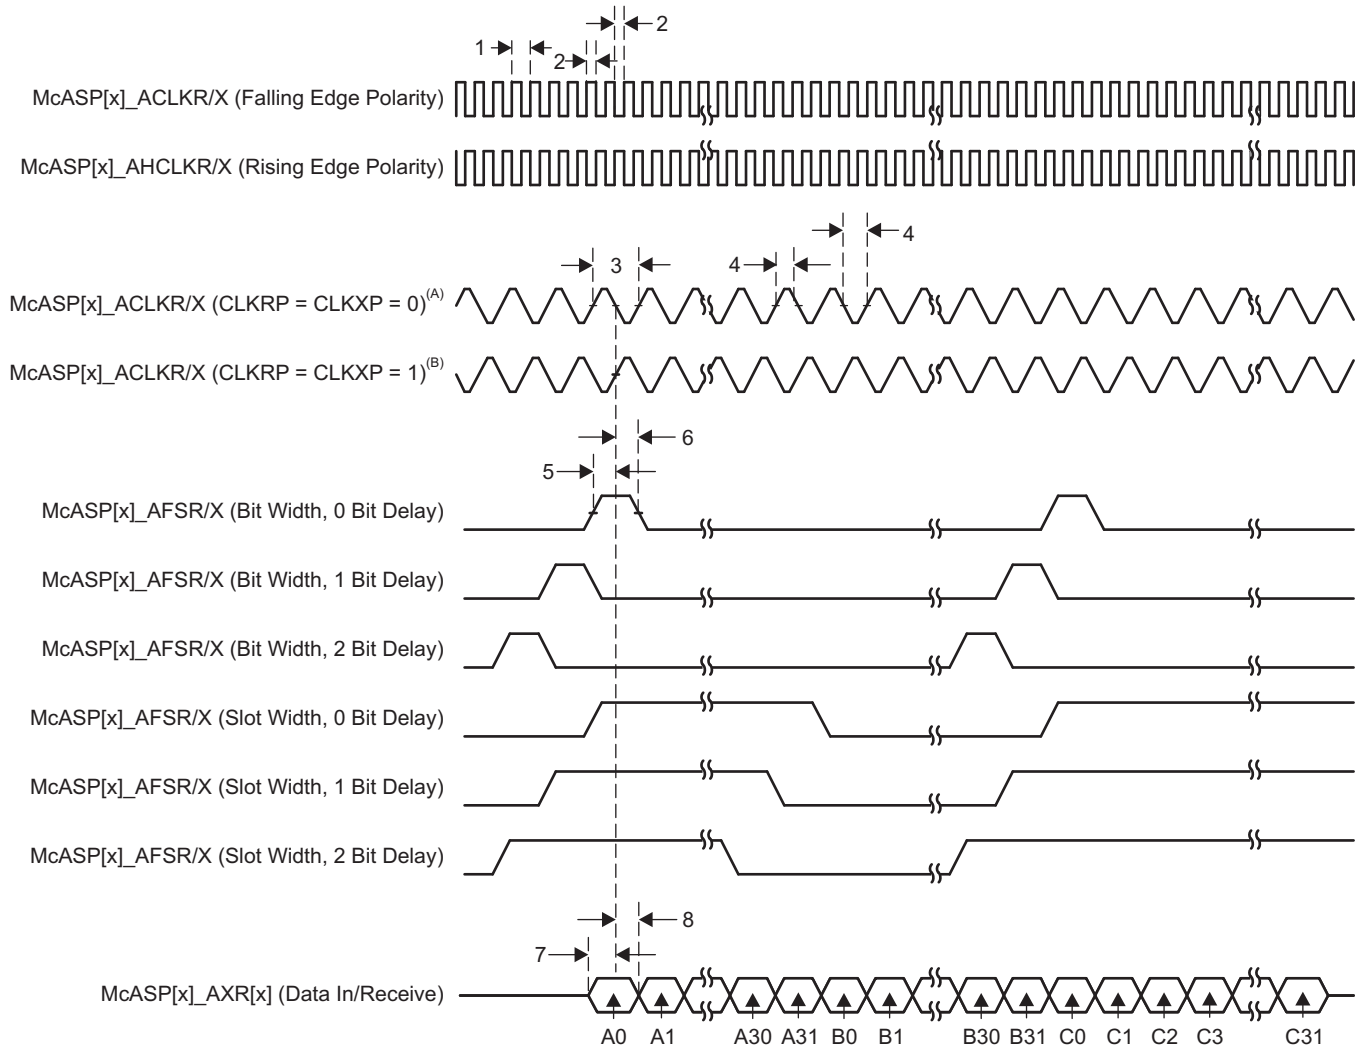 2
1
2
McASP[x]_ACLKR/X (Falling Edge Polarity)
McASP[x]_AHCLKR/X (Rising Edge Polarity)
4
3
4
McASP[x]_ACLKR/X (CLKRP = CLKXP = 0)(A)
McASP[x]_ACLKR/X (CLKRP = CLKXP = 1)(B)
6
5
McASP[x]_AFSR/X (Bit Width, 0 Bit Delay)
McASP[x]_AFSR/X (Bit Width, 1 Bit Delay)
McASP[x]_AFSR/X (Bit Width, 2 Bit Delay)
McASP[x]_AFSR/X (Slot Width, 0 Bit Delay)
McASP[x]_AFSR/X (Slot Width, 1 Bit Delay)
McASP[x]_AFSR/X (Slot Width, 2 Bit Delay)
8
7
McASP[x]_AXR[x] (Data In/Receive)
A0 A1 A30 A31 B0 B1 B30 B31 C0 C1 C2 C3 C31